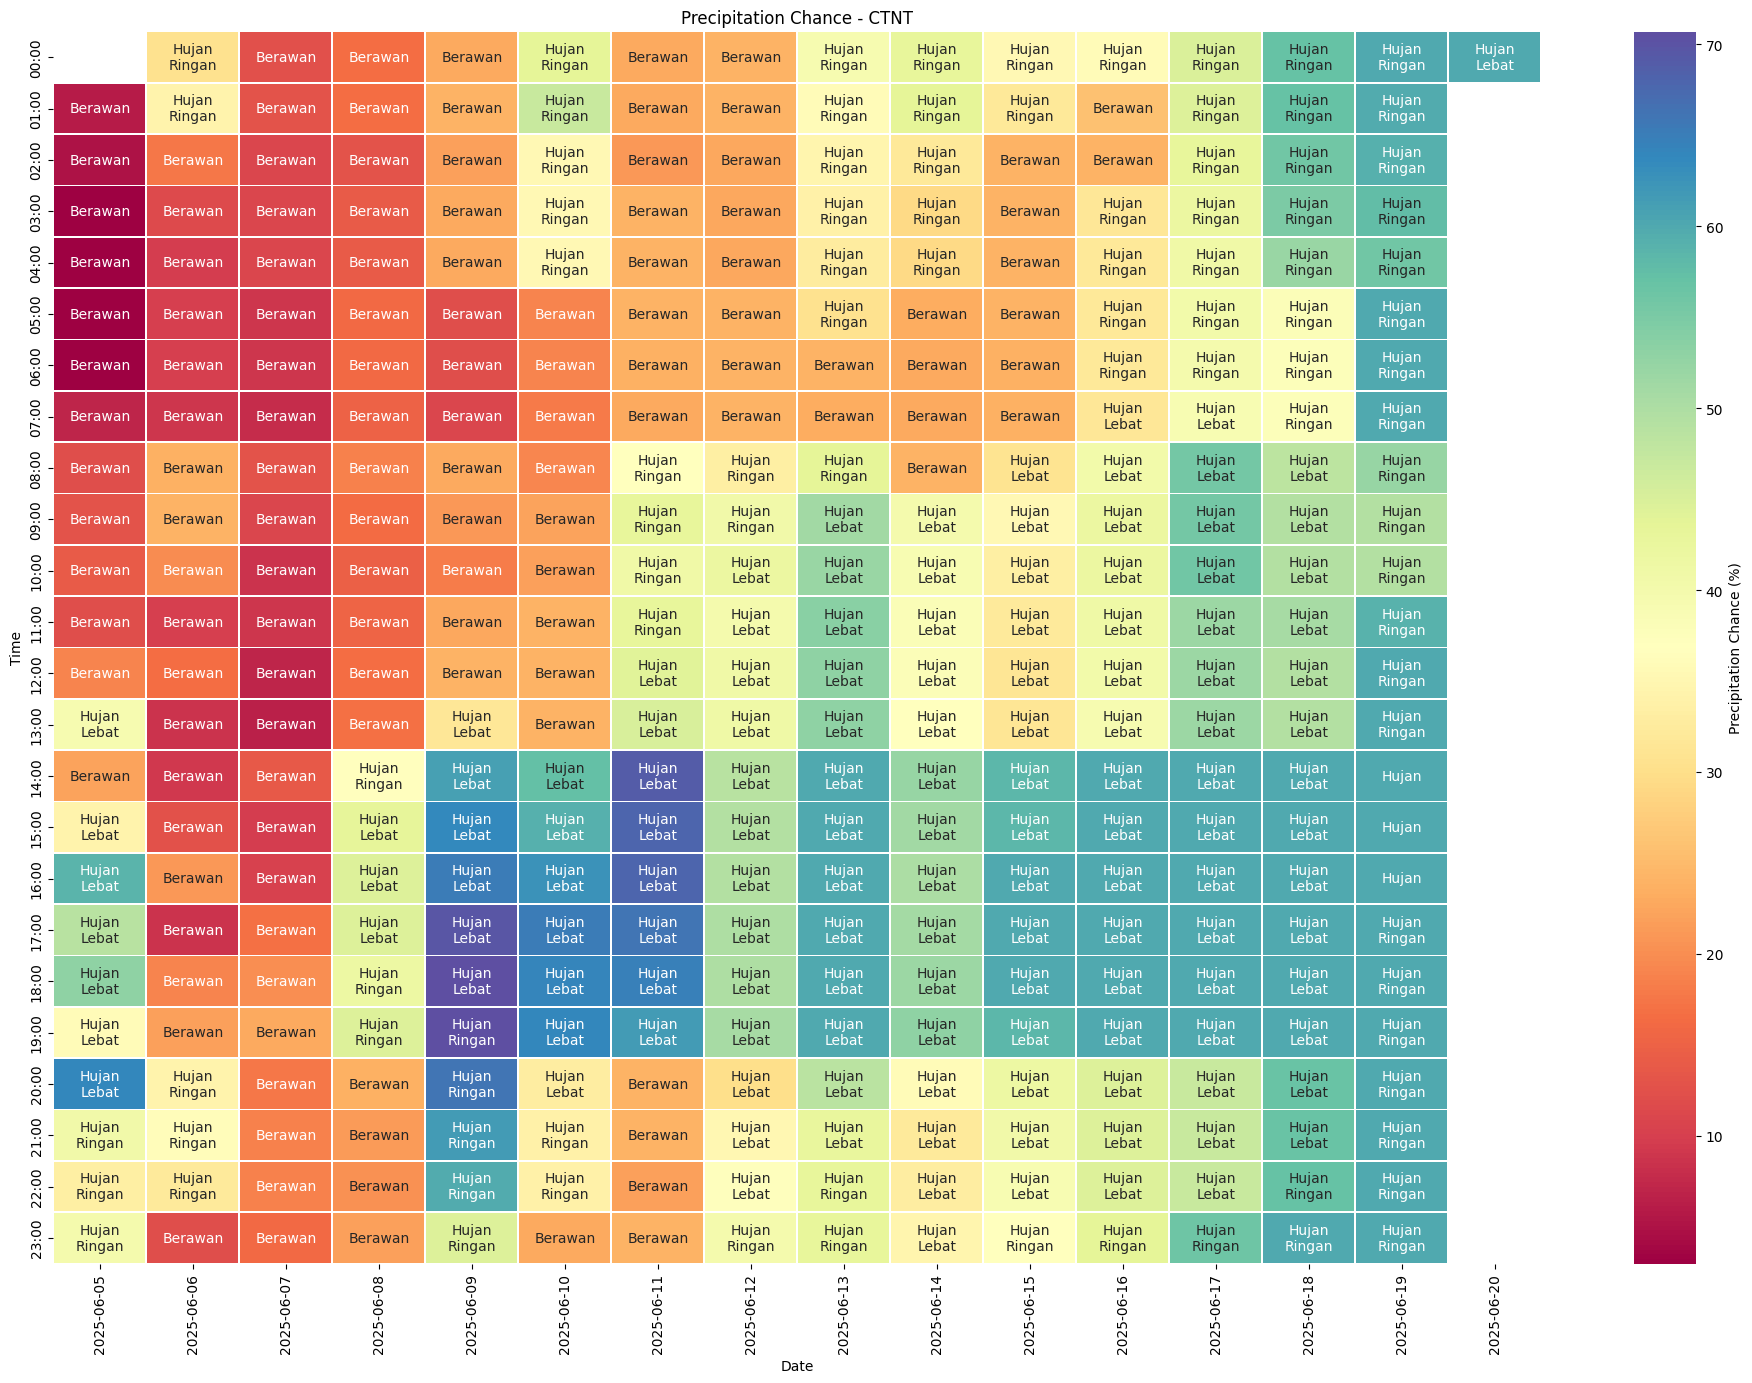 Precipitation Chance - CTNT
00:00 Hujan Ringan Berawan Berawan Berawan Hujan Ringan Berawan Berawan Hujan Ringan Hujan Ringan Hujan Ringan Hujan Ringan Hujan Ringan Hujan Ringan Hujan Ringan Hujan Lebat
01:00 Berawan Hujan Ringan Berawan Berawan Berawan Hujan Ringan Berawan Berawan Hujan Ringan Hujan Ringan Hujan Ringan Berawan Hujan Ringan Hujan Ringan Hujan Ringan
02:00 Berawan Berawan Berawan Berawan Berawan Hujan Ringan Berawan Berawan Hujan Ringan Hujan Ringan Berawan Berawan Hujan Ringan Hujan Ringan Hujan Ringan
03:00 Berawan Berawan Berawan Berawan Berawan Hujan Ringan Berawan Berawan Hujan Ringan Hujan Ringan Berawan Hujan Ringan Hujan Ringan Hujan Ringan Hujan Ringan
04:00 Berawan Berawan Berawan Berawan Berawan Hujan Ringan Berawan Berawan Hujan Ringan Hujan Ringan Berawan Hujan Ringan Hujan Ringan Hujan Ringan Hujan Ringan
05:00 Berawan Berawan Berawan Berawan Berawan Berawan Berawan Berawan Hujan Ringan Berawan Berawan Hujan Ringan Hujan Ringan Hujan Ringan Hujan Ringan
06:00 Berawan Berawan Berawan Berawan Berawan Berawan Berawan Berawan Berawan Berawan Berawan Hujan Ringan Hujan Ringan Hujan Ringan Hujan Ringan
07:00 Berawan Berawan Berawan Berawan Berawan Berawan Berawan Berawan Berawan Berawan Berawan Hujan Lebat Hujan Lebat Hujan Ringan Hujan Ringan
08:00 Berawan Berawan Berawan Berawan Berawan Berawan Hujan Ringan Hujan Ringan Hujan Ringan Berawan Hujan Lebat Hujan Lebat Hujan Lebat Hujan Lebat Hujan Ringan
09:00 Berawan Berawan Berawan Berawan Berawan Berawan Hujan Ringan Hujan Ringan Hujan Lebat Hujan Lebat Hujan Lebat Hujan Lebat Hujan Lebat Hujan Lebat Hujan Ringan
10:00 Berawan Berawan Berawan Berawan Berawan Berawan Hujan Ringan Hujan Lebat Hujan Lebat Hujan Lebat Hujan Lebat Hujan Lebat Hujan Lebat Hujan Lebat Hujan Ringan
11:00 Berawan Berawan Berawan Berawan Berawan Berawan Hujan Ringan Hujan Lebat Hujan Lebat Hujan Lebat Hujan Lebat Hujan Lebat Hujan Lebat Hujan Lebat Hujan Ringan
12:00 Berawan Berawan Berawan Berawan Berawan Berawan Hujan Lebat Hujan Lebat Hujan Lebat Hujan Lebat Hujan Lebat Hujan Lebat Hujan Lebat Hujan Lebat Hujan Ringan
13:00 Hujan Lebat Berawan Berawan Berawan Hujan Lebat Berawan Hujan Lebat Hujan Lebat Hujan Lebat Hujan Lebat Hujan Lebat Hujan Lebat Hujan Lebat Hujan Lebat Hujan Ringan
14:00 Berawan Berawan Berawan Hujan Ringan Hujan Lebat Hujan Lebat Hujan Lebat Hujan Lebat Hujan Lebat Hujan Lebat Hujan Lebat Hujan Lebat Hujan Lebat Hujan Lebat Hujan
15:00 Hujan Lebat Berawan Berawan Hujan Lebat Hujan Lebat Hujan Lebat Hujan Lebat Hujan Lebat Hujan Lebat Hujan Lebat Hujan Lebat Hujan Lebat Hujan Lebat Hujan Lebat Hujan
16:00 Hujan Lebat Berawan Berawan Hujan Lebat Hujan Lebat Hujan Lebat Hujan Lebat Hujan Lebat Hujan Lebat Hujan Lebat Hujan Lebat Hujan Lebat Hujan Lebat Hujan Lebat Hujan
17:00 Hujan Lebat Berawan Berawan Hujan Lebat Hujan Lebat Hujan Lebat Hujan Lebat Hujan Lebat Hujan Lebat Hujan Lebat Hujan Lebat Hujan Lebat Hujan Lebat Hujan Lebat Hujan Ringan
18:00 Hujan Lebat Berawan Berawan Hujan Ringan Hujan Lebat Hujan Lebat Hujan Lebat Hujan Lebat Hujan Lebat Hujan Lebat Hujan Lebat Hujan Lebat Hujan Lebat Hujan Lebat Hujan Ringan
19:00 Hujan Lebat Berawan Berawan Hujan Ringan Hujan Ringan Hujan Lebat Hujan Lebat Hujan Lebat Hujan Lebat Hujan Lebat Hujan Lebat Hujan Lebat Hujan Lebat Hujan Lebat Hujan Ringan
20:00 Hujan Lebat Hujan Ringan Berawan Berawan Hujan Ringan Hujan Lebat Berawan Hujan Lebat Hujan Lebat Hujan Lebat Hujan Lebat Hujan Lebat Hujan Lebat Hujan Lebat Hujan Ringan
21:00 Hujan Ringan Hujan Ringan Berawan Berawan Hujan Ringan Hujan Ringan Berawan Hujan Lebat Hujan Lebat Hujan Lebat Hujan Lebat Hujan Lebat Hujan Lebat Hujan Lebat Hujan Ringan
22:00 Hujan Ringan Hujan Ringan Berawan Berawan Hujan Ringan Hujan Ringan Berawan Hujan Lebat Hujan Ringan Hujan Lebat Hujan Lebat Hujan Lebat Hujan Lebat Hujan Ringan Hujan Ringan
23:00 Hujan Ringan Berawan Berawan Berawan Hujan Ringan Berawan Berawan Hujan Ringan Hujan Ringan Hujan Lebat Hujan Ringan Hujan Ringan Hujan Ringan Hujan Ringan Hujan Ringan
Time
2025-06-05 2025-06-06 2025-06-07 2025-06-08 2025-06-09 2025-06-10 2025-06-11 2025-06-12 2025-06-13 2025-06-14 2025-06-15 2025-06-16 2025-06-17 2025-06-18 2025-06-19 2025-06-20
Date
70
60
50
40
30
20
10
Precipitation Chance (%)